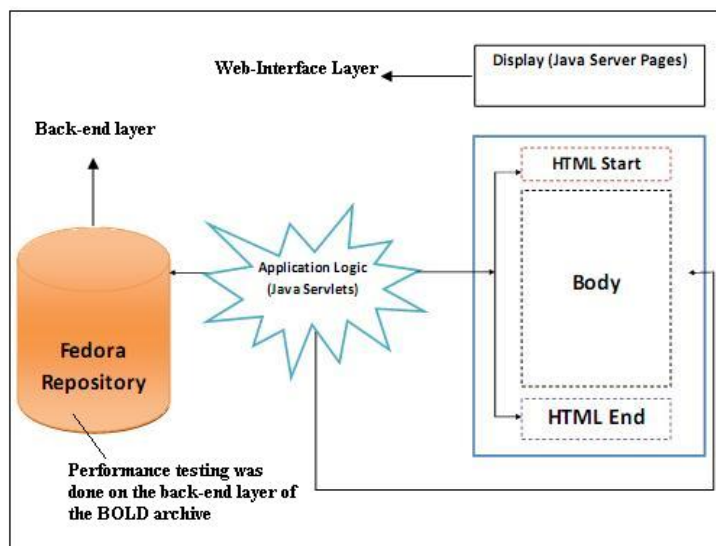 Display (Java Server Pages)
Web-Interface Layer
Back-end layer
HTML Start
Application Logic
(Java Servlets)
Body
Fedora
Repository
HTML End
Performance testing was
done on the back-end layer of
the BOLD archive